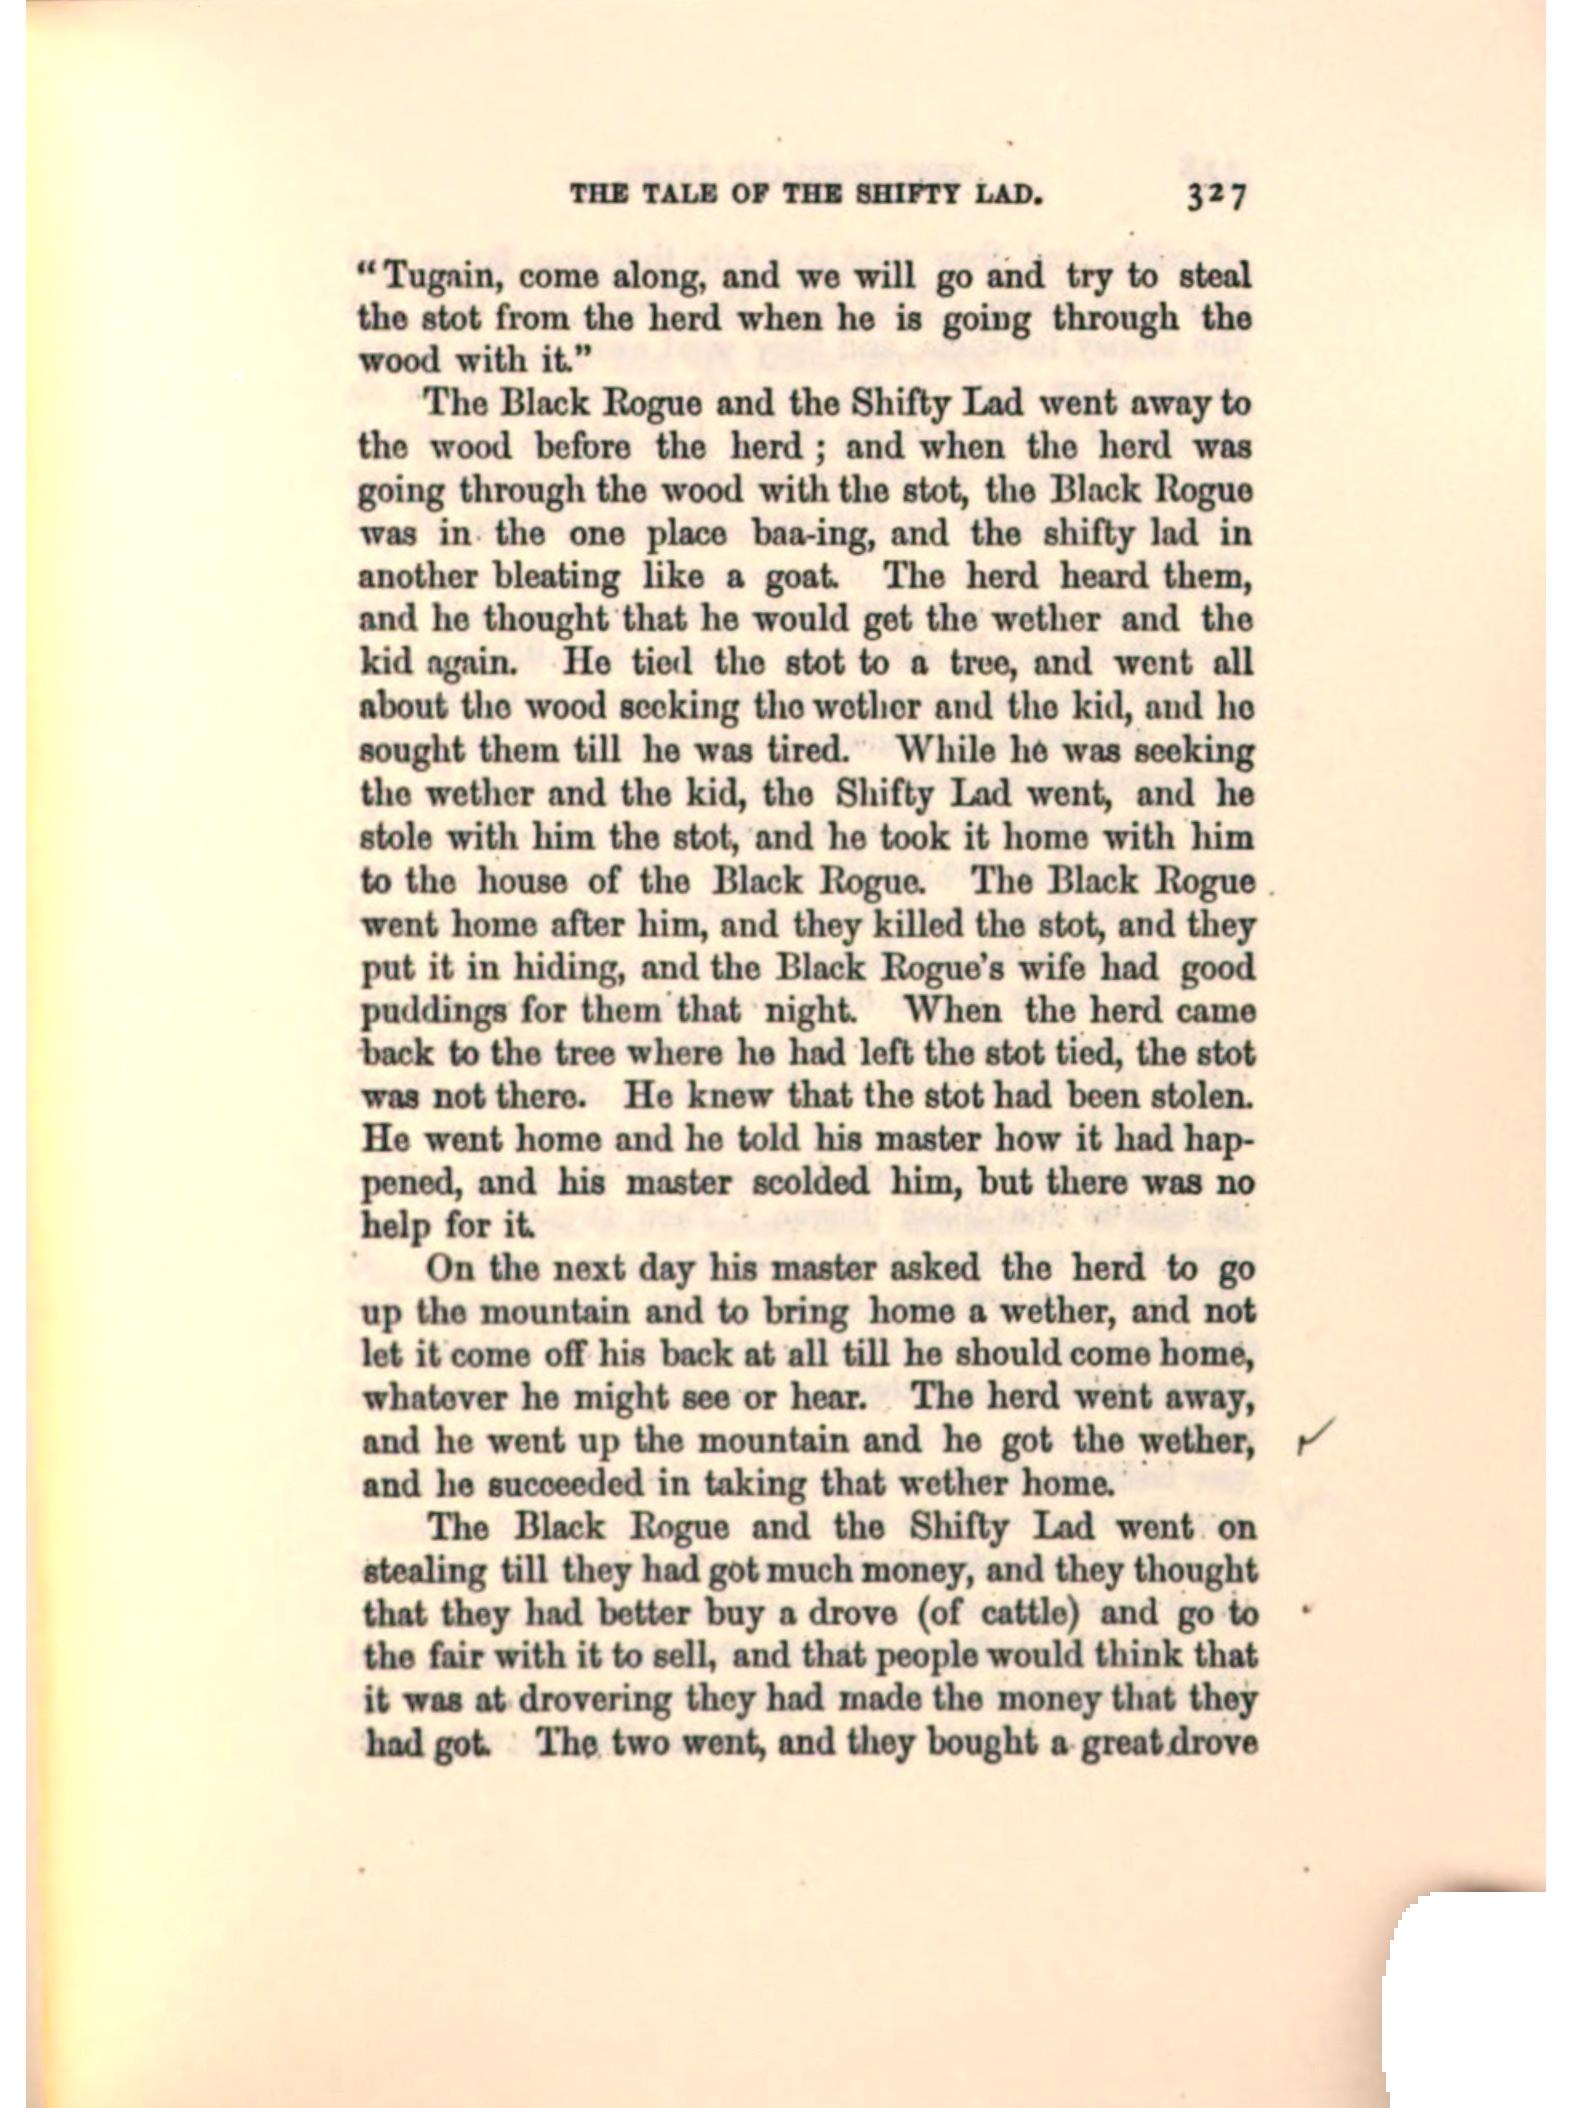 THE TALE OF THE SHIFTY LAD. 327
“Tugain, come along, and we will go and try to steal
the stot from the herd when he is going through the
wood with it.”
The Black Rogue and the Shifty Lad went away to
the wood before the herd ; and when the herd was
going through the wood with the stot, the Black Rogue
was in the one place baa-ing, and the shifty lad in
another bleating like a goat. The herd heard them,
and he thought that he would get the wether and the
kid again. He tied the stot to a tree, and went all
about the wood seeking the wether and the kid, and he
sought them till he was tired. While he was seeking
the wether and the kid, the Shifty Lad went, and he
stole with him the stot, and he took it home with him
to the house of the Black Rogue. The Black Rogue
went home after him, and they killed the stot, and they
put it in hiding, and the Black Rogue’s wife had good
puddings for them that night. When the herd came
back to the tree where he had left the stot tied, the stot
was not there. He knew that the stot had been stolen.
He went home and he told his master how it had hap-
pened, and his master scolded him, but there was no
help for it.
On the next day his master asked the herd to go
up the mountain and to bring home a wether, and not
let it come off his back at all till he should come home,
whatever he might see or hear. The herd went away,
and he went up the mountain and he got the wether,
and he succeeded in taking that wether home.
The Black Rogue and the Shifty Lad went on
stealing till they had got much money, and they thought
that they had better buy a drove (of cattle) and go to
the fair with it to sell, and that people would think that
it was at drovering they had made the money that they
had got. The two went, and they bought a great drove